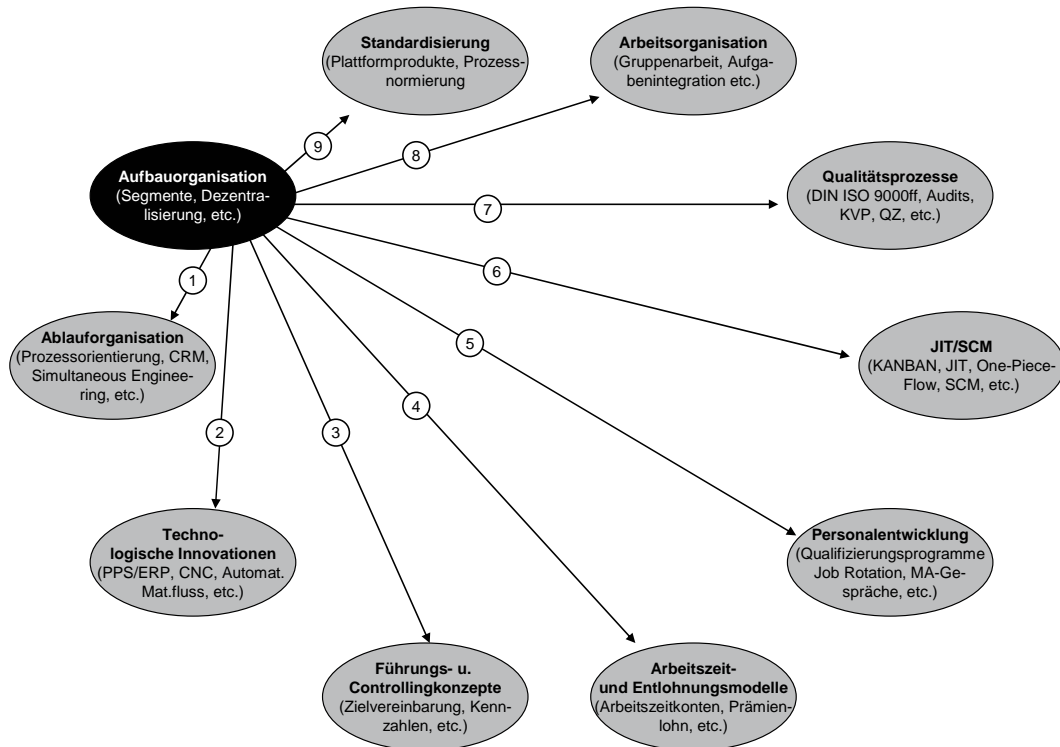 Standardisierung
(Plattformprodukte, Prozess-
normierung
Arbeitsorganisation
(Gruppenarbeit, Aufga-
benintegration etc.)
9
8
Aufbauorganisation
(Segmente, Dezentra-
lisierung, etc.)
Qualitätsprozesse
(DIN ISO 9000ff, Audits,
KVP, QZ, etc.)
7
6
1
Ablauforganisation
(Prozessorientierung, CRM,
Simultaneous Enginee-
ring, etc.)
5
JIT/SCM
(KANBAN, JIT, One-Piece-
Flow, SCM, etc.)
4
2
3
Techno-
logische Innovationen
(PPS/ERP, CNC, Automat.
Mat.fluss, etc.)
Personalentwicklung
(Qualifizierungsprogramme
Job Rotation, MA-Ge-
spräche, etc.)
Führungs- u.
Controllingkonzepte
(Zielvereinbarung, Kenn-
zahlen, etc.)
Arbeitszeit-
und Entlohnungsmodelle
(Arbeitszeitkonten, Prämien-
lohn, etc.)